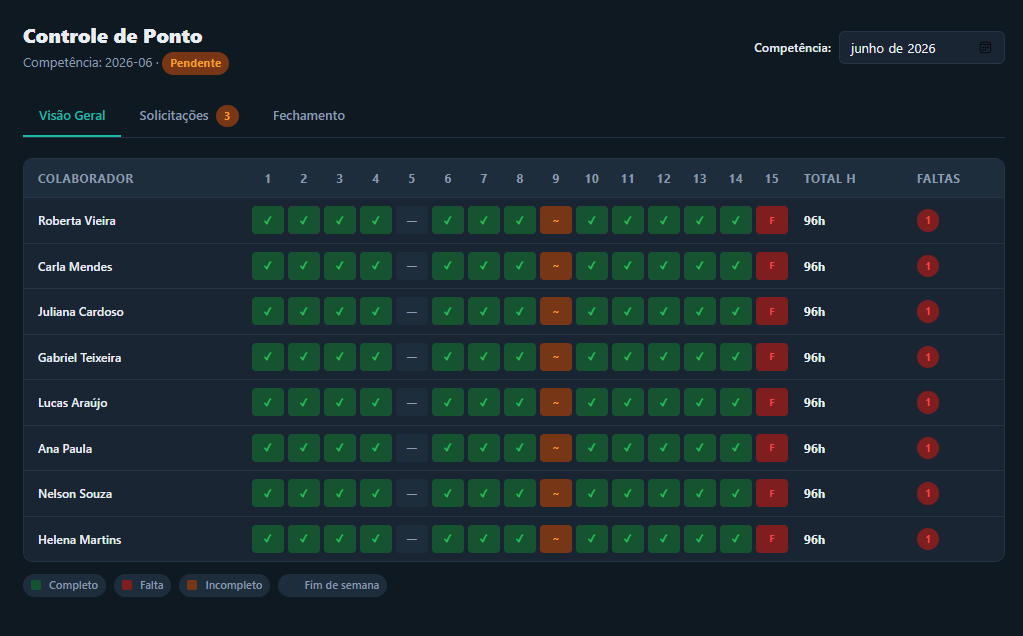 Controle de Ponto
Competência: 2026-06 · Pendente
Competência: junho de 2026
Visão Geral Solicitações 3 Fechamento
COLABORADOR 1 2 3 4 5 6 7 8 9 10 11 12 13 14 15 TOTAL H FALTAS
Roberta Vieira ✓ ✓ ✓ ✓ — ✓ ✓ ✓ ~ ✓ ✓ ✓ ✓ ✓ F 96h 1
Carla Mendes ✓ ✓ ✓ ✓ — ✓ ✓ ✓ ~ ✓ ✓ ✓ ✓ ✓ F 96h 1
Juliana Cardoso ✓ ✓ ✓ ✓ — ✓ ✓ ✓ ~ ✓ ✓ ✓ ✓ ✓ F 96h 1
Gabriel Teixeira ✓ ✓ ✓ ✓ — ✓ ✓ ✓ ~ ✓ ✓ ✓ ✓ ✓ F 96h 1
Lucas Araújo ✓ ✓ ✓ ✓ — ✓ ✓ ✓ ~ ✓ ✓ ✓ ✓ ✓ F 96h 1
Ana Paula ✓ ✓ ✓ ✓ — ✓ ✓ ✓ ~ ✓ ✓ ✓ ✓ ✓ F 96h 1
Nelson Souza ✓ ✓ ✓ ✓ — ✓ ✓ ✓ ~ ✓ ✓ ✓ ✓ ✓ F 96h 1
Helena Martins ✓ ✓ ✓ ✓ — ✓ ✓ ✓ ~ ✓ ✓ ✓ ✓ ✓ F 96h 1
Completo Falta Incompleto Fim de semana